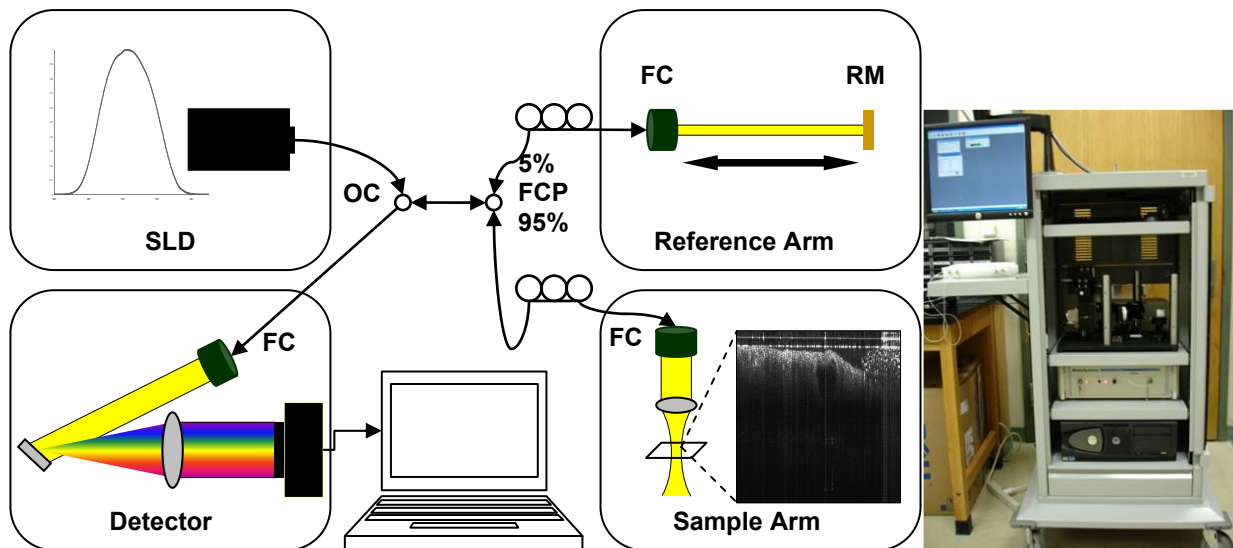 SLD
OC
5%
FCP
95%
FC
RM
Reference Arm
FC
Detector
FC
Sample Arm